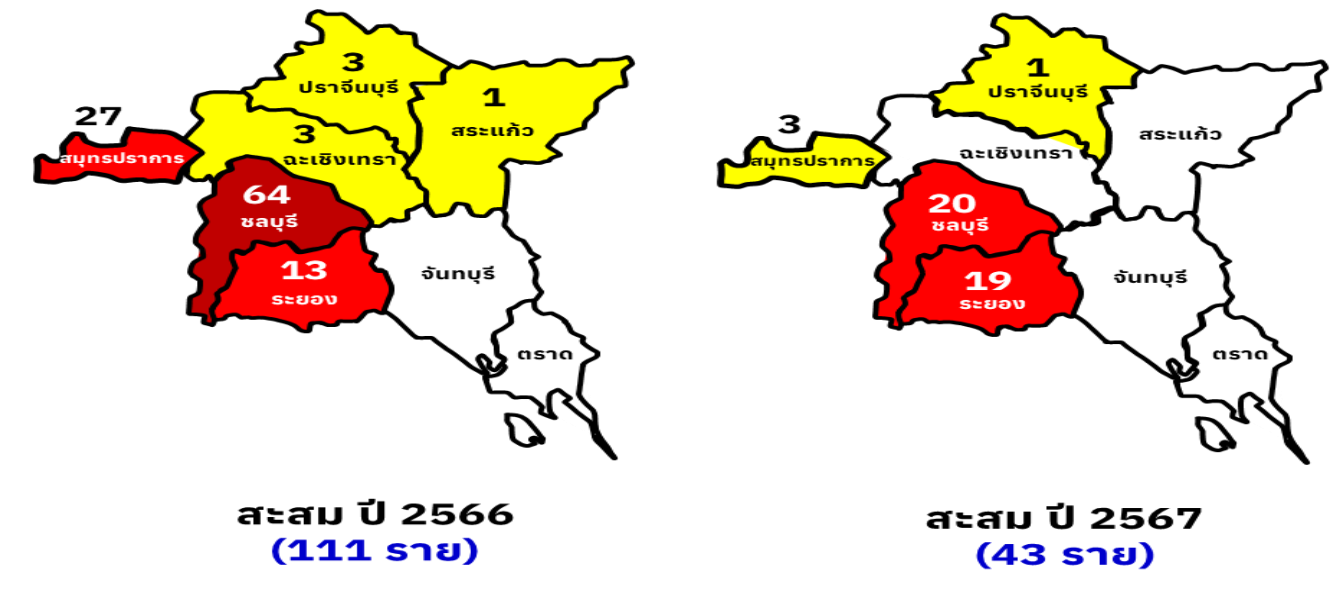 3
ปราจีนบุรี
1
สระแก้ว
27
สมุทรปราการ
3
ฉะเชิงเทรา
64
ชลบุรี
13
ระยอง
จันทบุรี
ตราด
สะสม ปี 2566
(111 ราย)
1
ปราจีนบุรี
สระแก้ว
3
สมุทรปราการ
ฉะเชิงเทรา
20
ชลบุรี
19
ระยอง
จันทบุรี
ตราด
สะสม ปี 2567
(43 ราย)